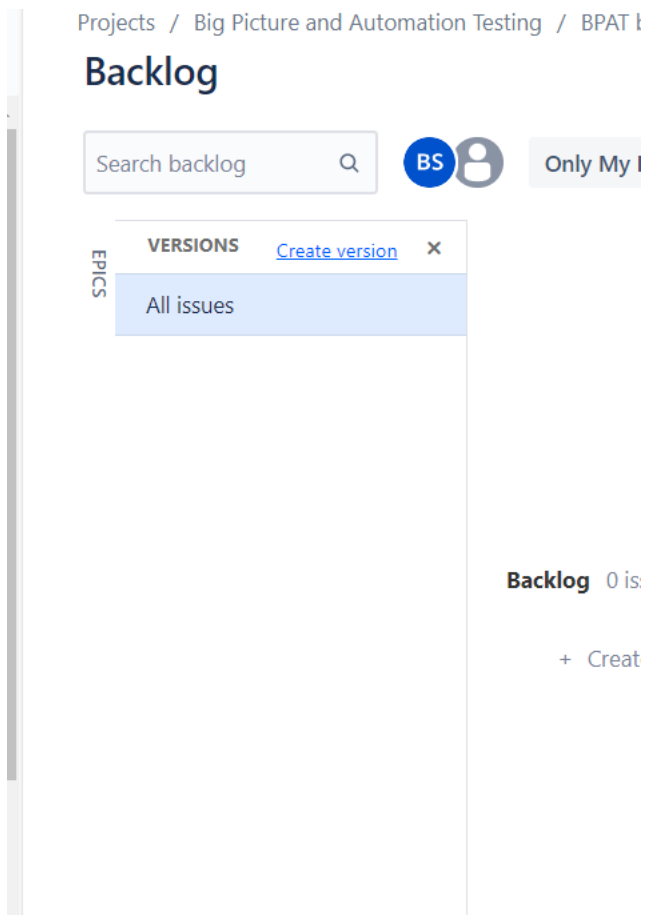 Projects / Big Picture and Automation Testing / BPAT
Backlog
Search backlog
BS
Only My
EPICS
VERSIONS Create version ×
All issues
Backlog 0
+